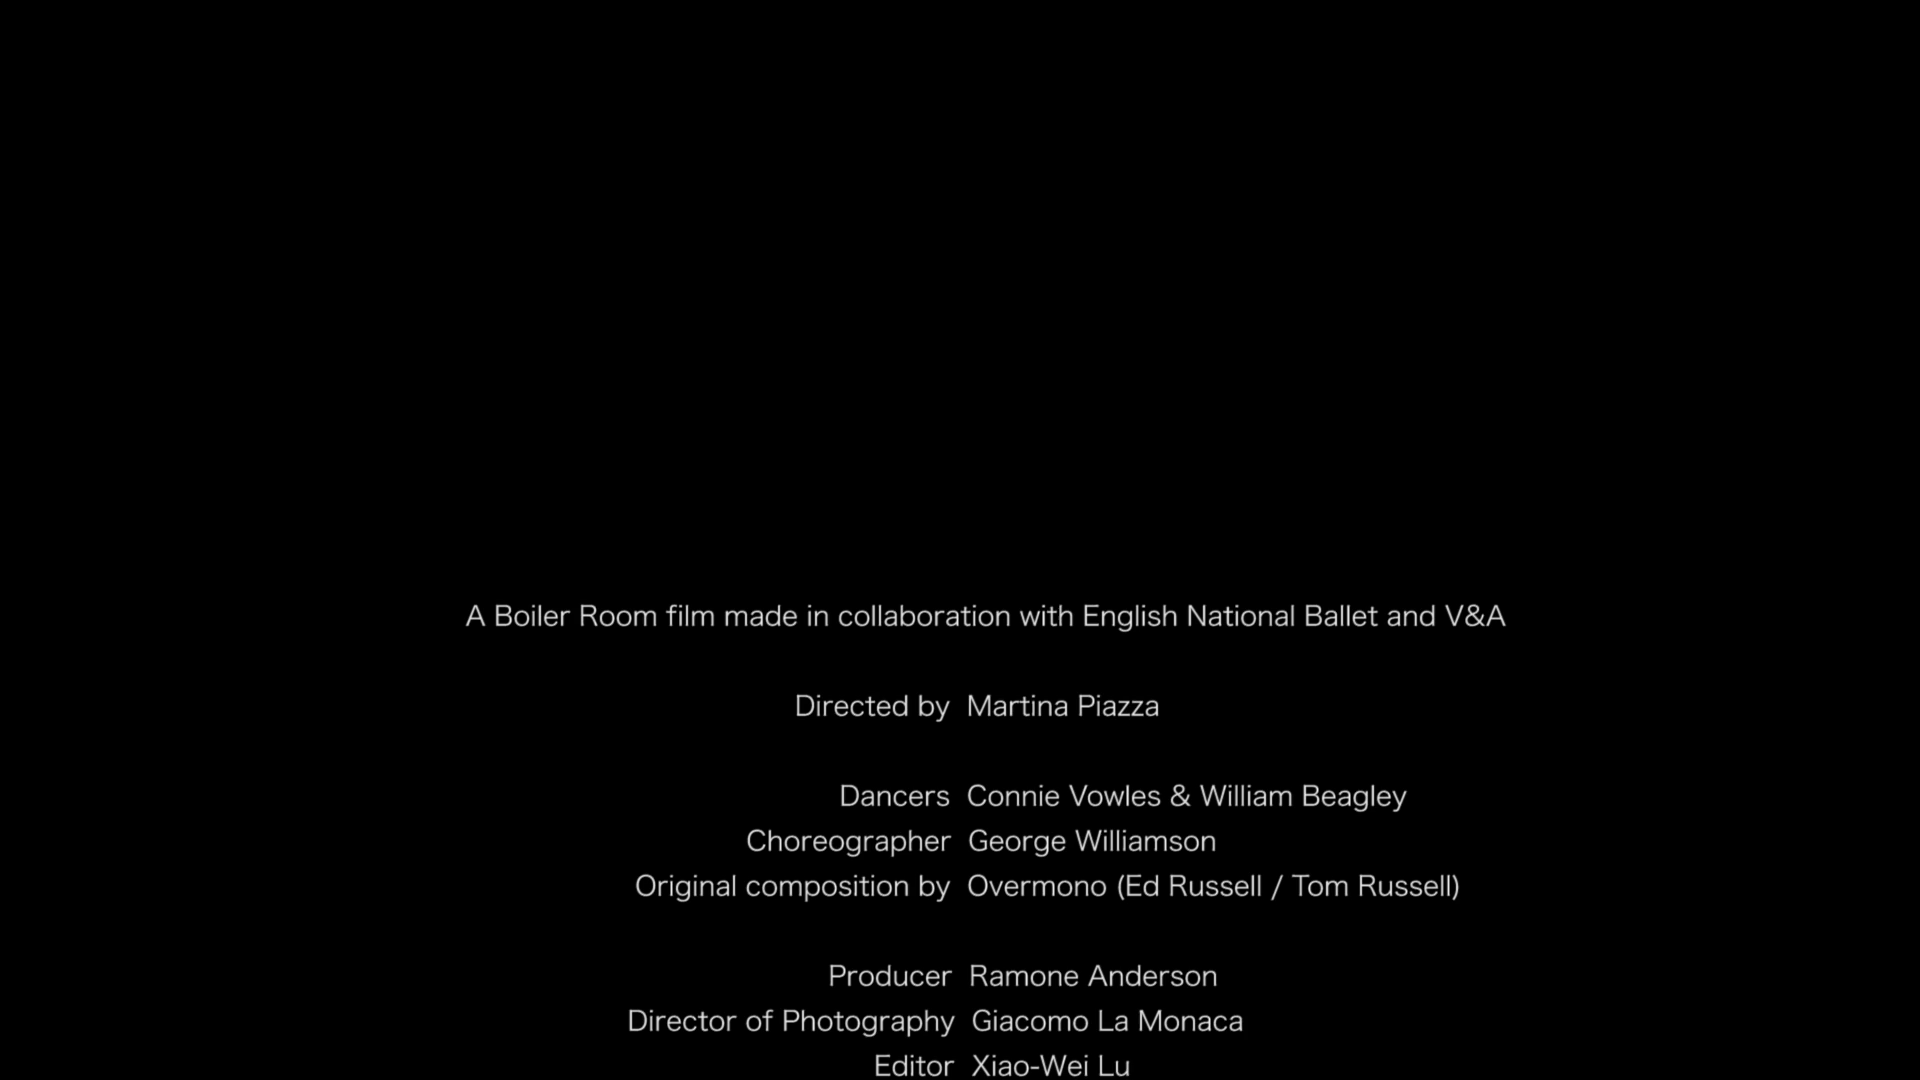 A Boiler Room film made in collaboration with English National Ballet and V&A
Directed by Martina Piazza
Dancers Connie Vowles & William Beagley
Choreographer George Williamson
Original composition by Overmono (Ed Russell / Tom Russell)
Producer Ramone Anderson
Director of Photography Giacomo La Monaca
Editor Xiao-Wei Lu